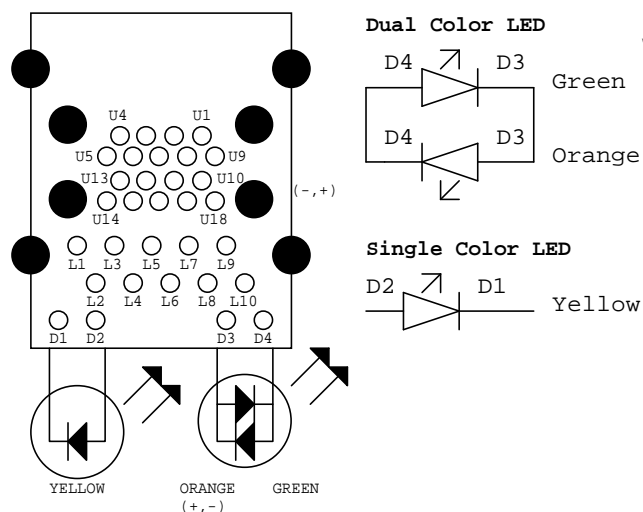 Dual Color LED
D4 D3
Green
D4 D3
Orange
Single Color LED
D2 D1
Yellow
U4 U1
U5 U9
U13 U10
(-,+)
U14 U18
L1 L3 L5 L7 L9
L2 L4 L6 L8 L10
D1 D2 D3 D4
YELLOW ORANGE GREEN
(+,-)